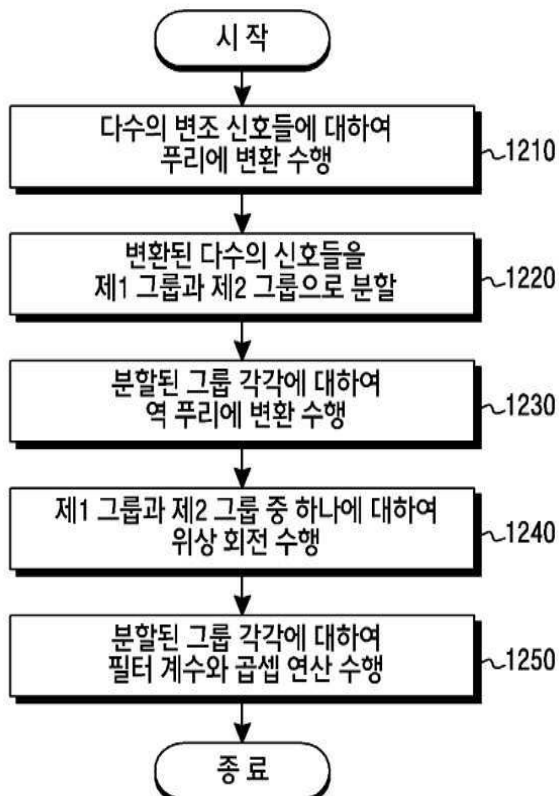 시 작
다수의 변조 신호들에 대하여
푸리에 변환 수행
1210
변환된 다수의 신호들을
제1 그룹과 제2 그룹으로 분할
1220
분할된 그룹 각각에 대하여
역 푸리에 변환 수행
1230
제1 그룹과 제2 그룹 중 하나에 대하여
위상 회전 수행
1240
분할된 그룹 각각에 대하여
필터 계수와 곱셉 연산 수행
1250
종 료